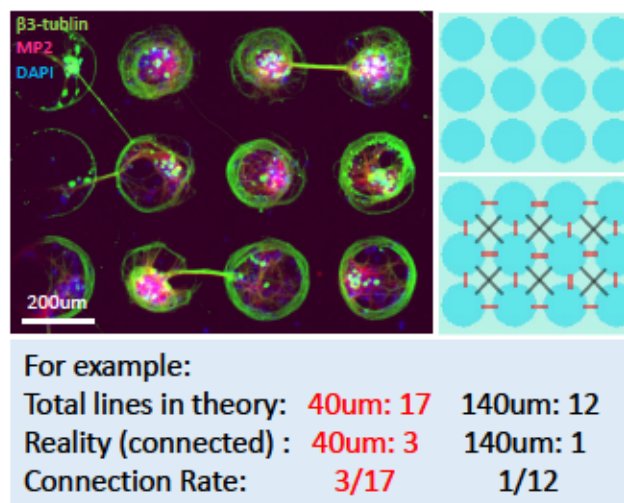 β3-tublin
MP2
DAPI
200um
For example:
Total lines in theory: 40um: 17 140um: 12
Reality (connected) : 40um: 3 140um: 1
Connection Rate: 3/17 1/12